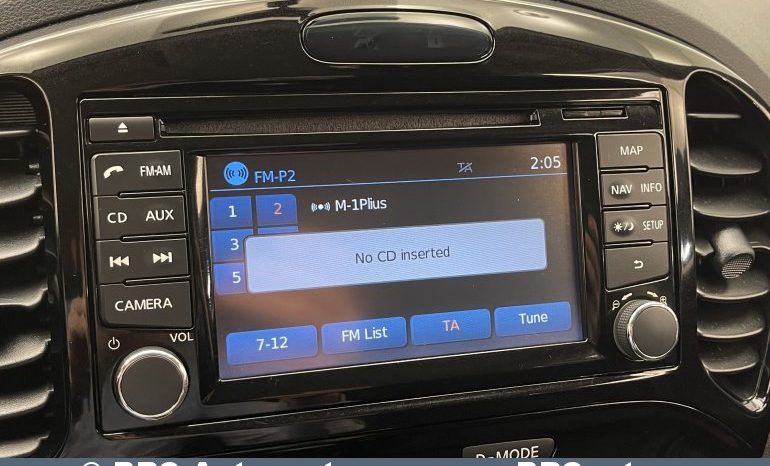 FM-P2
TA
2:05
MAP
FM-AM
1
2
M-1Plius
NAV
INFO
CD
AUX
3
No CD inserted
SETUP
5
CAMERA
VOL
7-12
FM List
TA
Tune